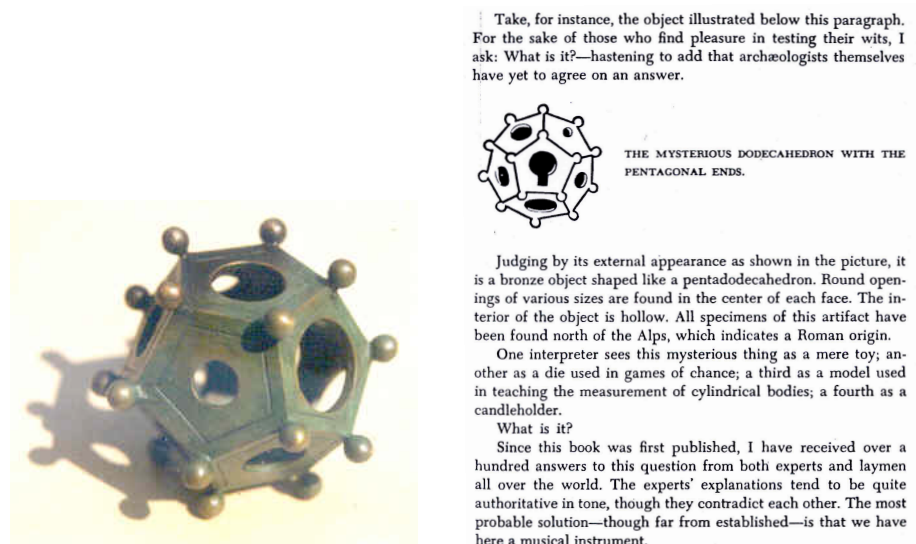 Take, for instance, the object illustrated below this paragraph.
For the sake of those who find pleasure in testing their wits, I
ask: What is it?—hastening to add that archæologists themselves
have yet to agree on an answer.
THE MYSTERIOUS DODECAHEDRON WITH THE
PENTAGONAL ENDS.
Judging by its external appearance as shown in the picture, it
is a bronze object shaped like a pentadodecahedron. Round open-
ings of various sizes are found in the center of each face. The in-
terior of the object is hollow. All specimens of this artifact have
been found north of the Alps, which indicates a Roman origin.
One interpreter sees this mysterious thing as a mere toy; an-
other as a die used in games of chance; a third as a model used
in teaching the measurement of cylindrical bodies; a fourth as a
candleholder.
What is it?
Since this book was first published, I have received over a
hundred answers to this question from both experts and laymen
all over the world. The experts' explanations tend to be quite
authoritative in tone, though they contradict each other. The most
probable solution—though far from established—is that we have
here a musical instrument.